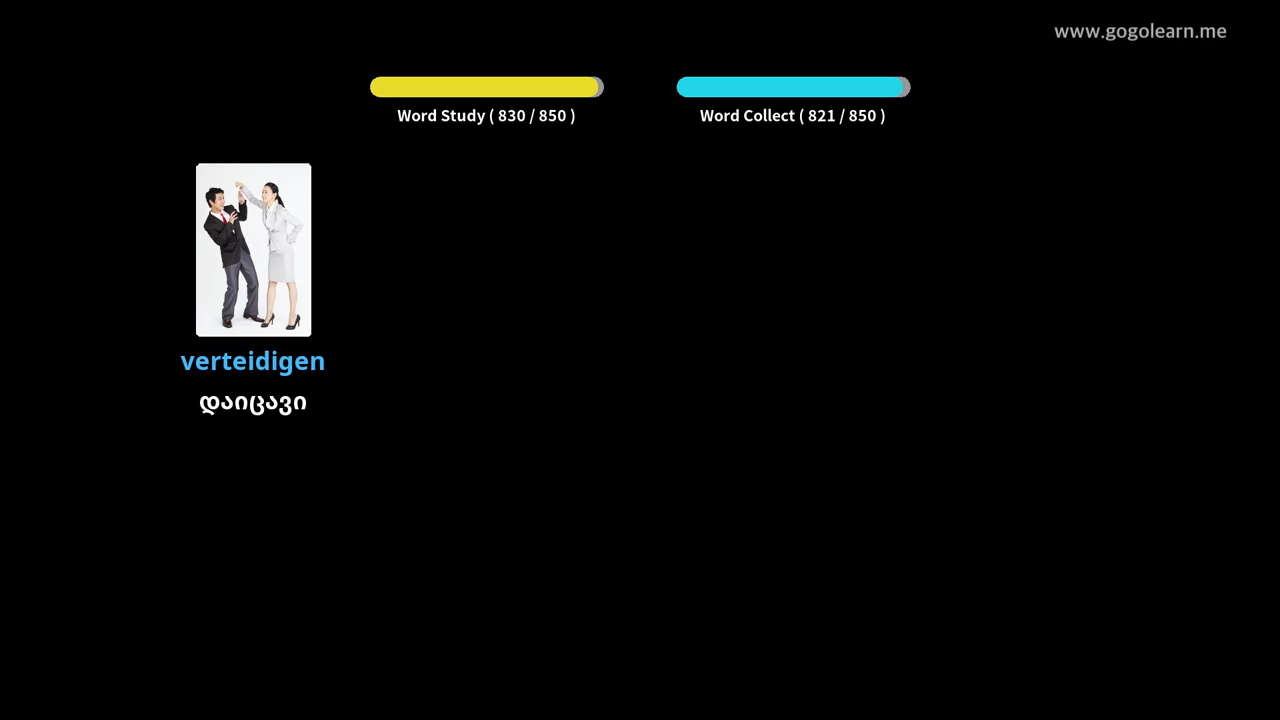 www.gogolearn.me
Word Study ( 830 / 850 )
Word Collect ( 821 / 850 )
verteidigen
დაიცავი